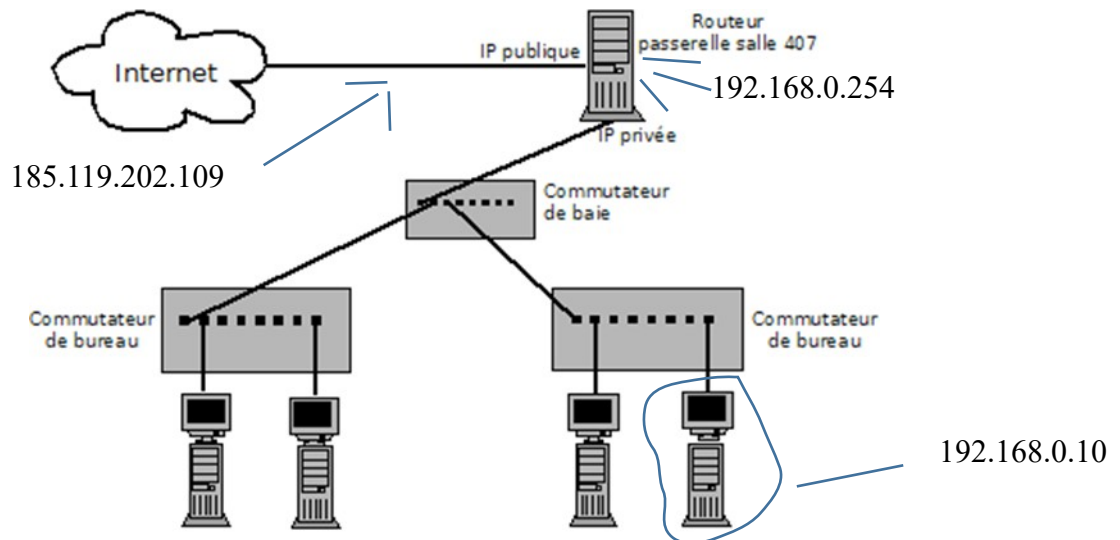 Internet
IP publique
Routeur
passerelle salle 407
192.168.0.254
IP privée
185.119.202.109
Commutateur
de baie
Commutateur
de bureau
Commutateur
de bureau
192.168.0.10